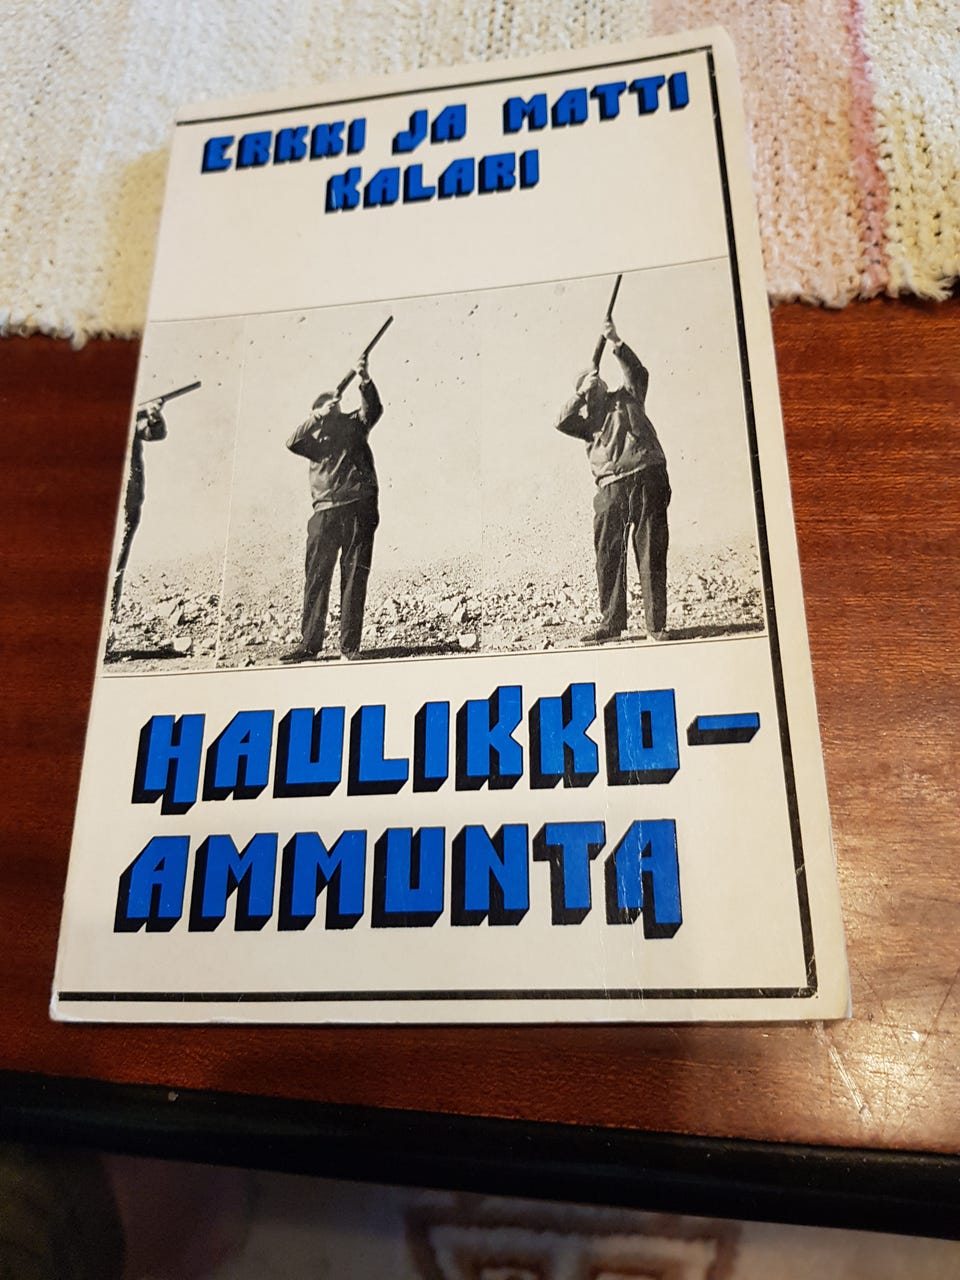 ERKKI JA MATTI
KALARI
HAULIKKO-
AMMUNTA